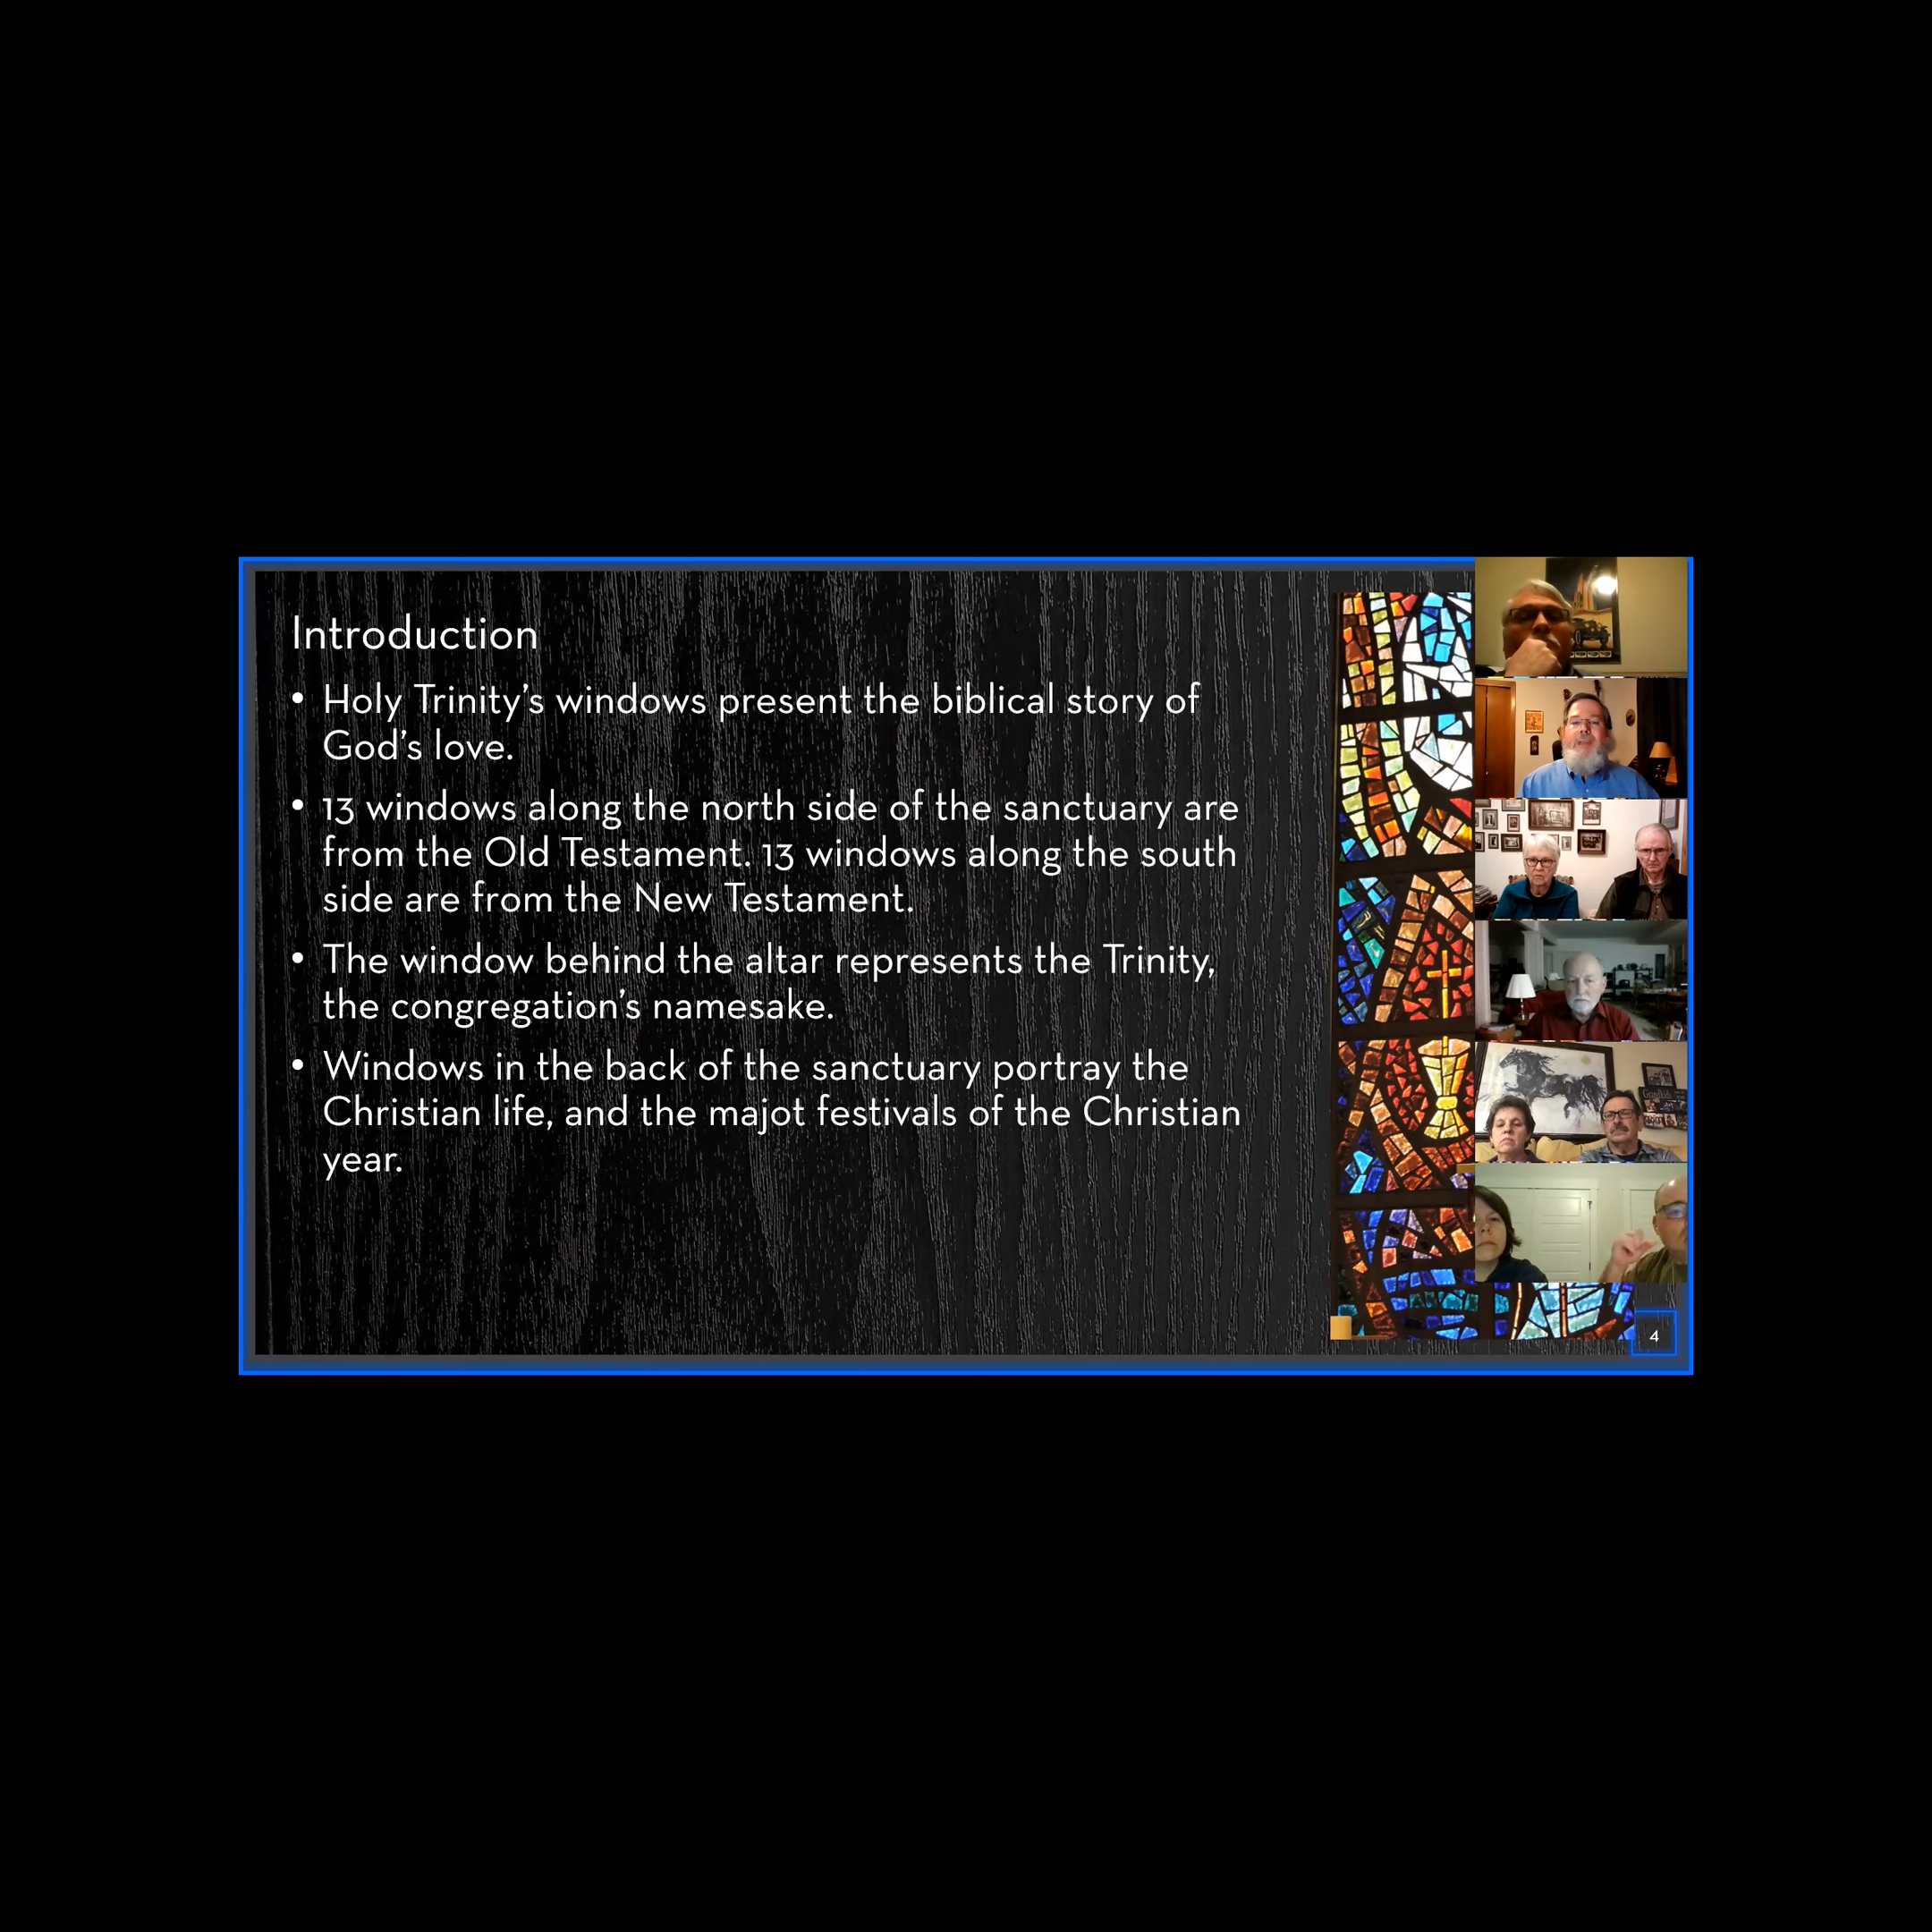 Introduction
• Holy Trinity’s windows present the biblical story of
God’s love.
• 13 windows along the north side of the sanctuary are
from the Old Testament. 13 windows along the south
side are from the New Testament.
• The window behind the altar represents the Trinity,
the congregation’s namesake.
• Windows in the back of the sanctuary portray the
Christian life, and the majot festivals of the Christian
year.
4